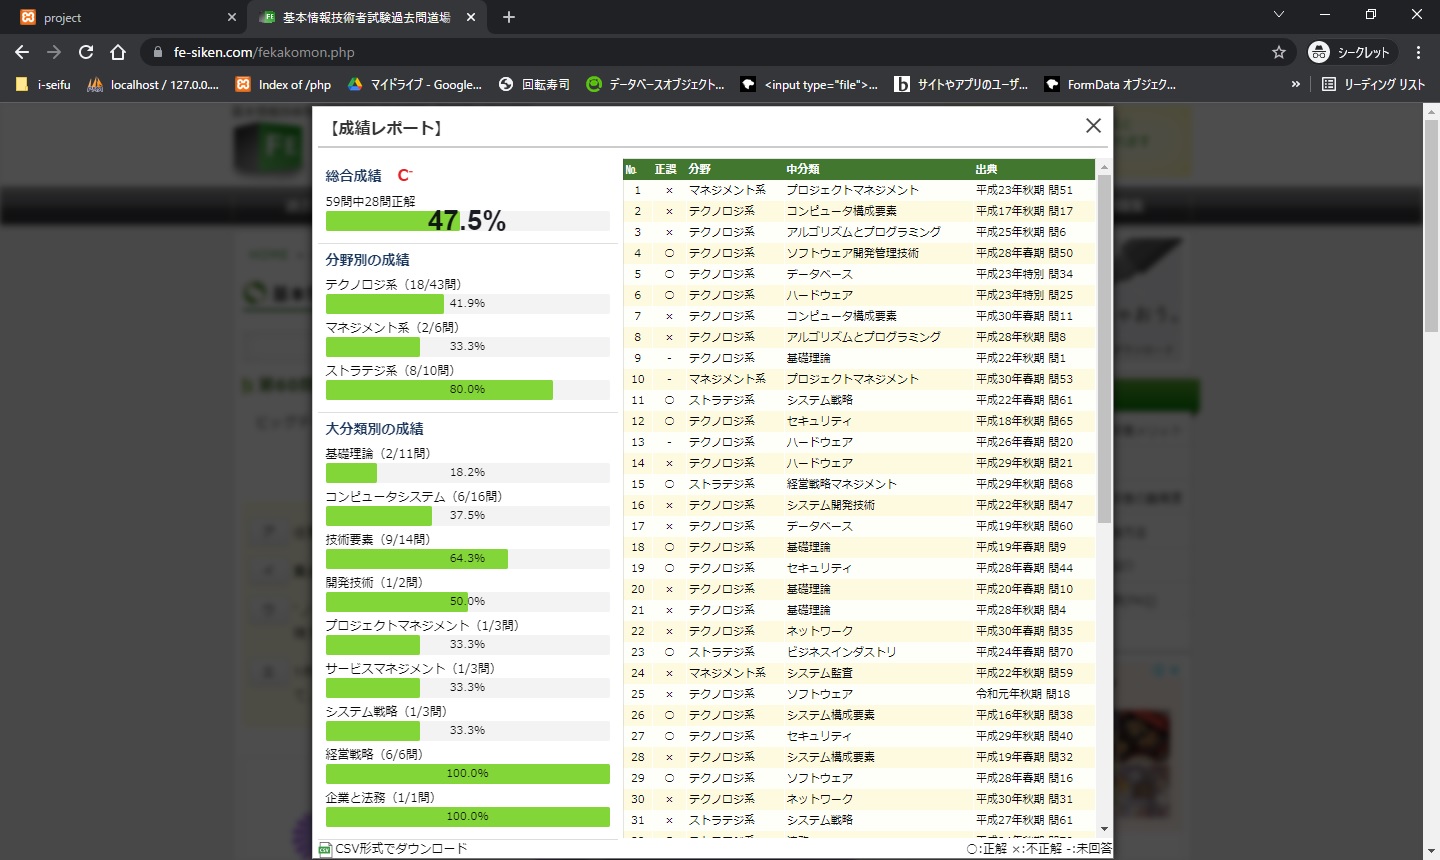 project
基本情報技術者試験過去問道場
fe-siken.com/fekakomon.php
シークレット
i-seifu
localhost / 127.0.0....
Index of /php
マイドライブ - Google...
回転寿司
データベースオブジェクト...
<input type="file">...
サイトやアプリのユーザ...
FormData オブジェク...
»
リーディング リスト
【成績レポート】
総合成績 C-
59問中28問正解
47.5%
分野別の成績
テクノロジ系（18/43問）
41.9%
マネジメント系（2/6問）
33.3%
ストラテジ系（8/10問）
80.0%
大分類別の成績
基礎理論（2/11問）
18.2%
コンピュータシステム（6/16問）
37.5%
技術要素（9/14問）
64.3%
開発技術（1/2問）
50.0%
プロジェクトマネジメント（1/3問）
33.3%
サービスマネジメント（1/3問）
33.3%
システム戦略（1/3問）
33.3%
経営戦略（6/6問）
100.0%
企業と法務（1/1問）
100.0%
CSV形式でダウンロード
№ 正誤 分野 中分類 出典
1 × マネジメント系 プロジェクトマネジメント 平成23年秋期 問51
2 × テクノロジ系 コンピュータ構成要素 平成17年秋期 問17
3 × テクノロジ系 アルゴリズムとプログラミング 平成25年秋期 問6
4 ○ テクノロジ系 ソフトウェア開発管理技術 平成28年春期 問50
5 ○ テクノロジ系 データベース 平成23年特別 問34
6 ○ テクノロジ系 ハードウェア 平成23年特別 問25
7 × テクノロジ系 コンピュータ構成要素 平成30年春期 問11
8 × テクノロジ系 アルゴリズムとプログラミング 平成28年秋期 問8
9 - テクノロジ系 基礎理論 平成22年秋期 問1
10 - マネジメント系 プロジェクトマネジメント 平成30年春期 問53
11 ○ ストラテジ系 システム戦略 平成22年春期 問61
12 ○ テクノロジ系 セキュリティ 平成18年秋期 問65
13 - テクノロジ系 ハードウェア 平成26年春期 問20
14 × テクノロジ系 ハードウェア 平成29年秋期 問21
15 ○ ストラテジ系 経営戦略マネジメント 平成29年秋期 問68
16 × テクノロジ系 システム開発技術 平成22年秋期 問47
17 × テクノロジ系 データベース 平成19年秋期 問60
18 ○ テクノロジ系 基礎理論 平成19年春期 問9
19 ○ テクノロジ系 セキュリティ 平成28年春期 問44
20 × テクノロジ系 基礎理論 平成20年春期 問10
21 × テクノロジ系 基礎理論 平成28年秋期 問4
22 × テクノロジ系 ネットワーク 平成30年春期 問35
23 ○ ストラテジ系 ビジネスインダストリ 平成24年春期 問70
24 × マネジメント系 システム監査 平成22年秋期 問59
25 × テクノロジ系 ソフトウェア 令和元年秋期 問18
26 ○ テクノロジ系 システム構成要素 平成16年秋期 問38
27 ○ テクノロジ系 セキュリティ 平成29年秋期 問40
28 × テクノロジ系 システム構成要素 平成19年春期 問32
29 ○ テクノロジ系 ソフトウェア 平成28年春期 問16
30 × テクノロジ系 ネットワーク 平成30年秋期 問31
31 × ストラテジ系 システム戦略 平成27年秋期 問61
○:正解 ×:不正解 -:未回答